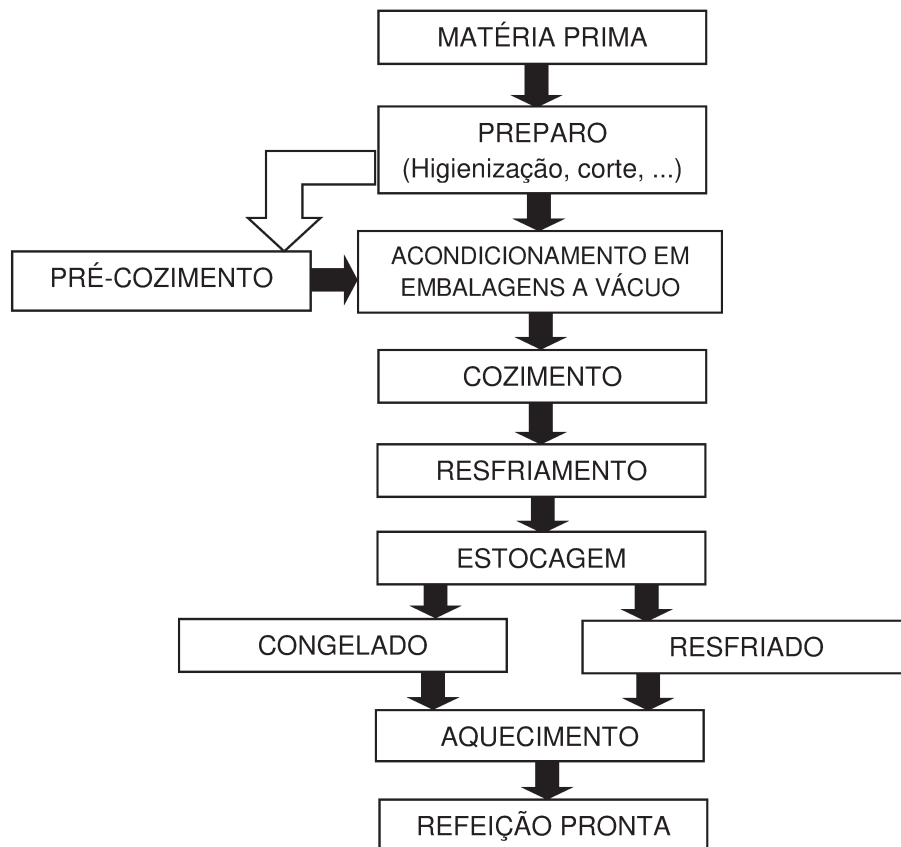 MATÉRIA PRIMA
PREPARO
(Higienização, corte, ...)
PRÉ-COZIMENTO
ACONDICIONAMENTO EM
EMBALAGENS A VÁCUO
COZIMENTO
RESFRIAMENTO
ESTOCAGEM
CONGELADO
RESFRIADO
AQUECIMENTO
REFEIÇÃO PRONTA